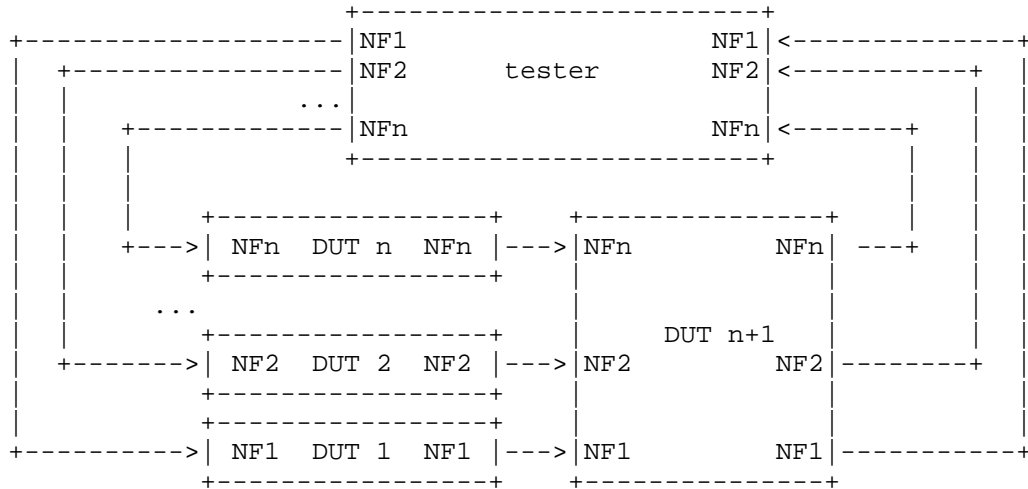 NF1 NF1
NF2 tester NF2
...
NFn NFn
NFn DUT n NFn NFn NFn
...
DUT n+1
NF2 DUT 2 NF2 NF2 NF2
NF1 DUT 1 NF1 NF1 NF1